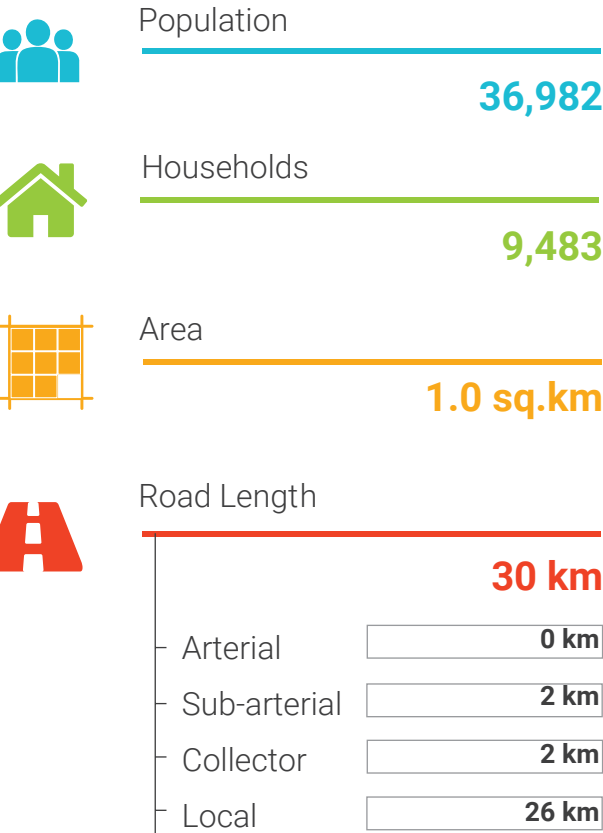 Population
36,982
Households
9,483
Area
1.0 sq.km
Road Length
30 km
Arterial 0 km
Sub-arterial 2 km
Collector 2 km
Local 26 km